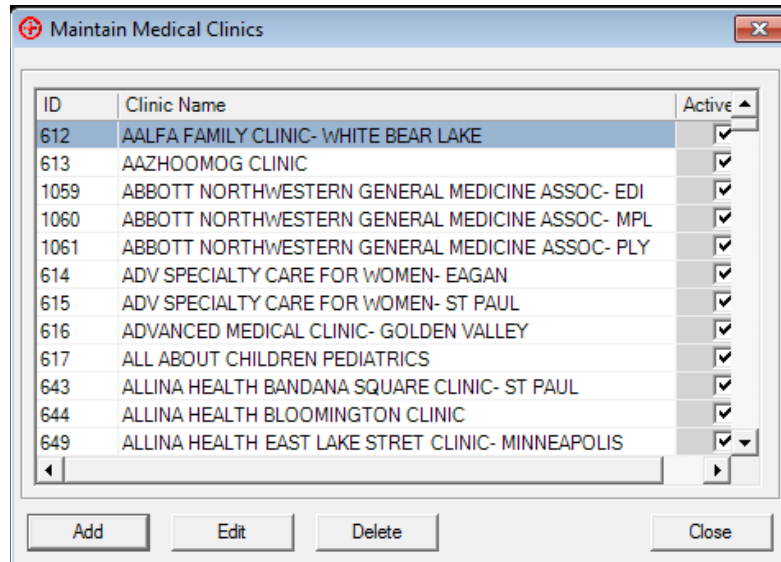 Maintain Medical Clinics
ID Clinic Name Active
612 AALFA FAMILY CLINIC- WHITE BEAR LAKE
613 AAZHOOMOG CLINIC
1059 ABBOTT NORTHWESTERN GENERAL MEDICINE ASSOC- EDI
1060 ABBOTT NORTHWESTERN GENERAL MEDICINE ASSOC- MPL
1061 ABBOTT NORTHWESTERN GENERAL MEDICINE ASSOC- PLY
614 ADV SPECIALTY CARE FOR WOMEN- EAGAN
615 ADV SPECIALTY CARE FOR WOMEN- ST PAUL
616 ADVANCED MEDICAL CLINIC- GOLDEN VALLEY
617 ALL ABOUT CHILDREN PEDIATRICS
643 ALLINA HEALTH BANDANA SQUARE CLINIC- ST PAUL
644 ALLINA HEALTH BLOOMINGTON CLINIC
649 ALLINA HEALTH EAST LAKE STRET CLINIC- MINNEAPOLIS
Add Edit Delete Close